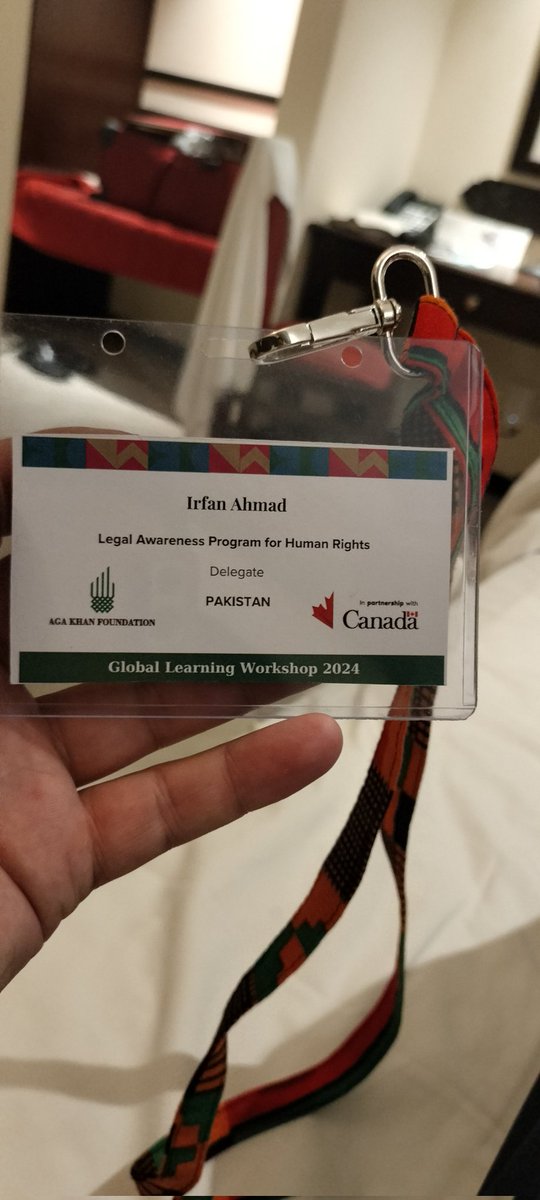 Irfan Ahmad
Legal Awareness Program for Human Rights
Delegate
PAKISTAN
AGA KHAN FOUNDATION
in partnership with
Canada
Global Learning Workshop 2024